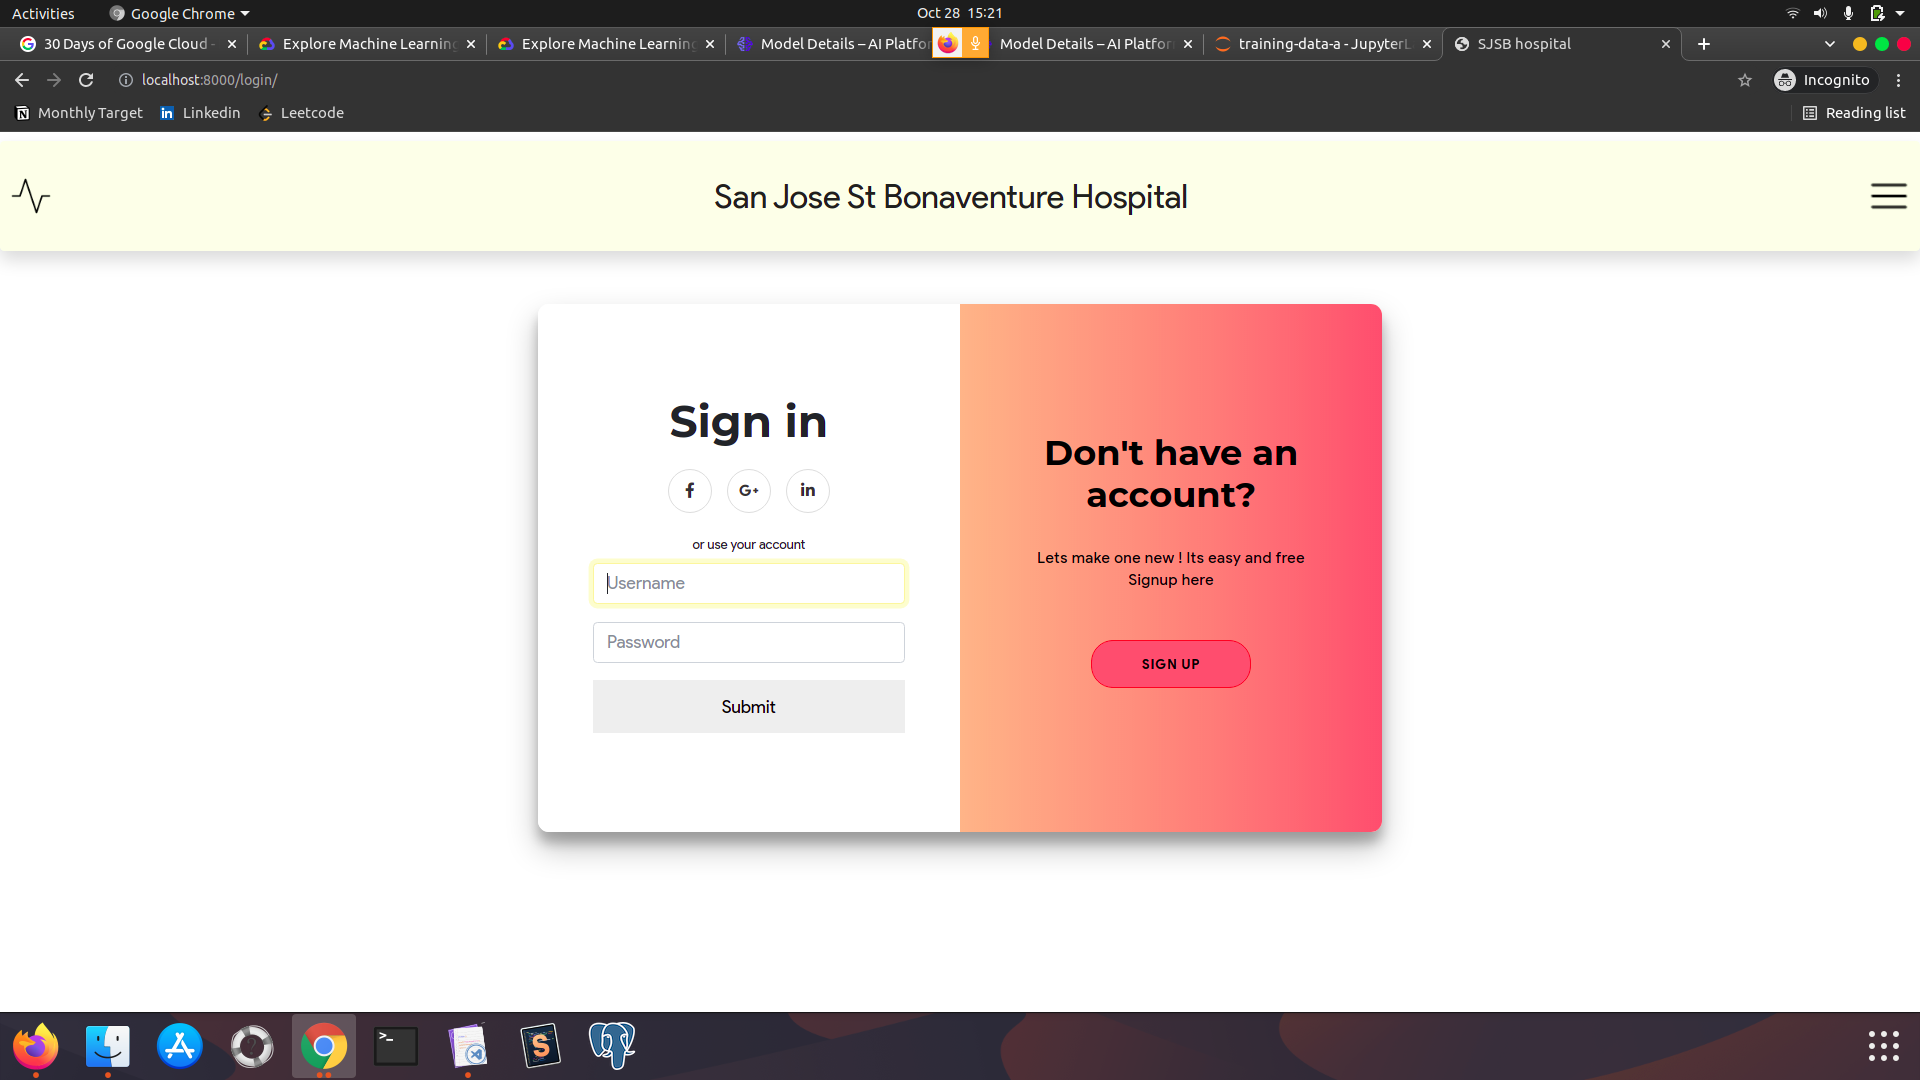 Activities
Google Chrome
Oct 28 15:21
30 Days of Google Cloud -
Explore Machine Learning
Explore Machine Learning
Model Details – AI Platfor
Model Details – AI Platfor
training-data-a - JupyterL
SJSB hospital
localhost:8000/login/
Incognito
Monthly Target
Linkedin
Leetcode
Reading list
San Jose St Bonaventure Hospital
Sign in
f
G+
in
or use your account
Username
Password
Submit
Don't have an
account?
Lets make one new ! Its easy and free
Signup here
SIGN UP